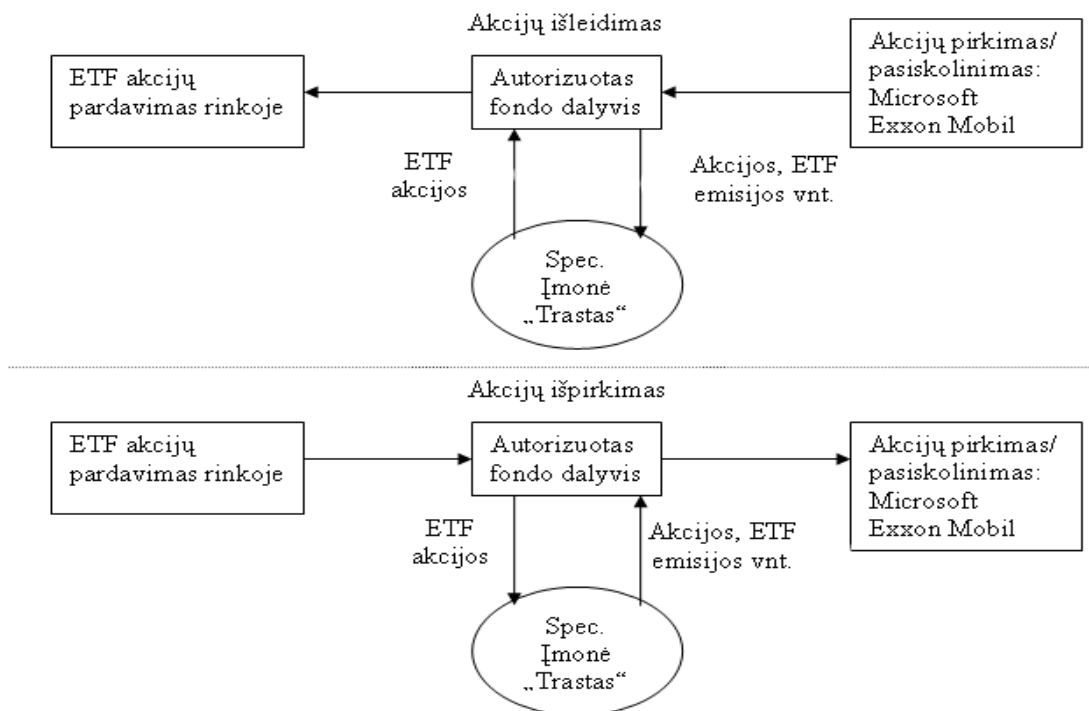 Akcijų išleidimas
ETF akcijų
pardavimas rinkoje
Autorizuotas
fondo dalyvis
Akcijų pirkimas/
pasiskolinimas:
Microsoft
Exxon Mobil
ETF
akcijos
Akcijos, ETF
emisijos vnt.
Spec.
Įmonė
„Trastas“
Akcijų išpirkimas
ETF akcijų
pardavimas rinkoje
Autorizuotas
fondo dalyvis
Akcijų pirkimas/
pasiskolinimas:
Microsoft
Exxon Mobil
ETF
akcijos
Akcijos, ETF
emisijos vnt.
Spec.
Įmonė
„Trastas“